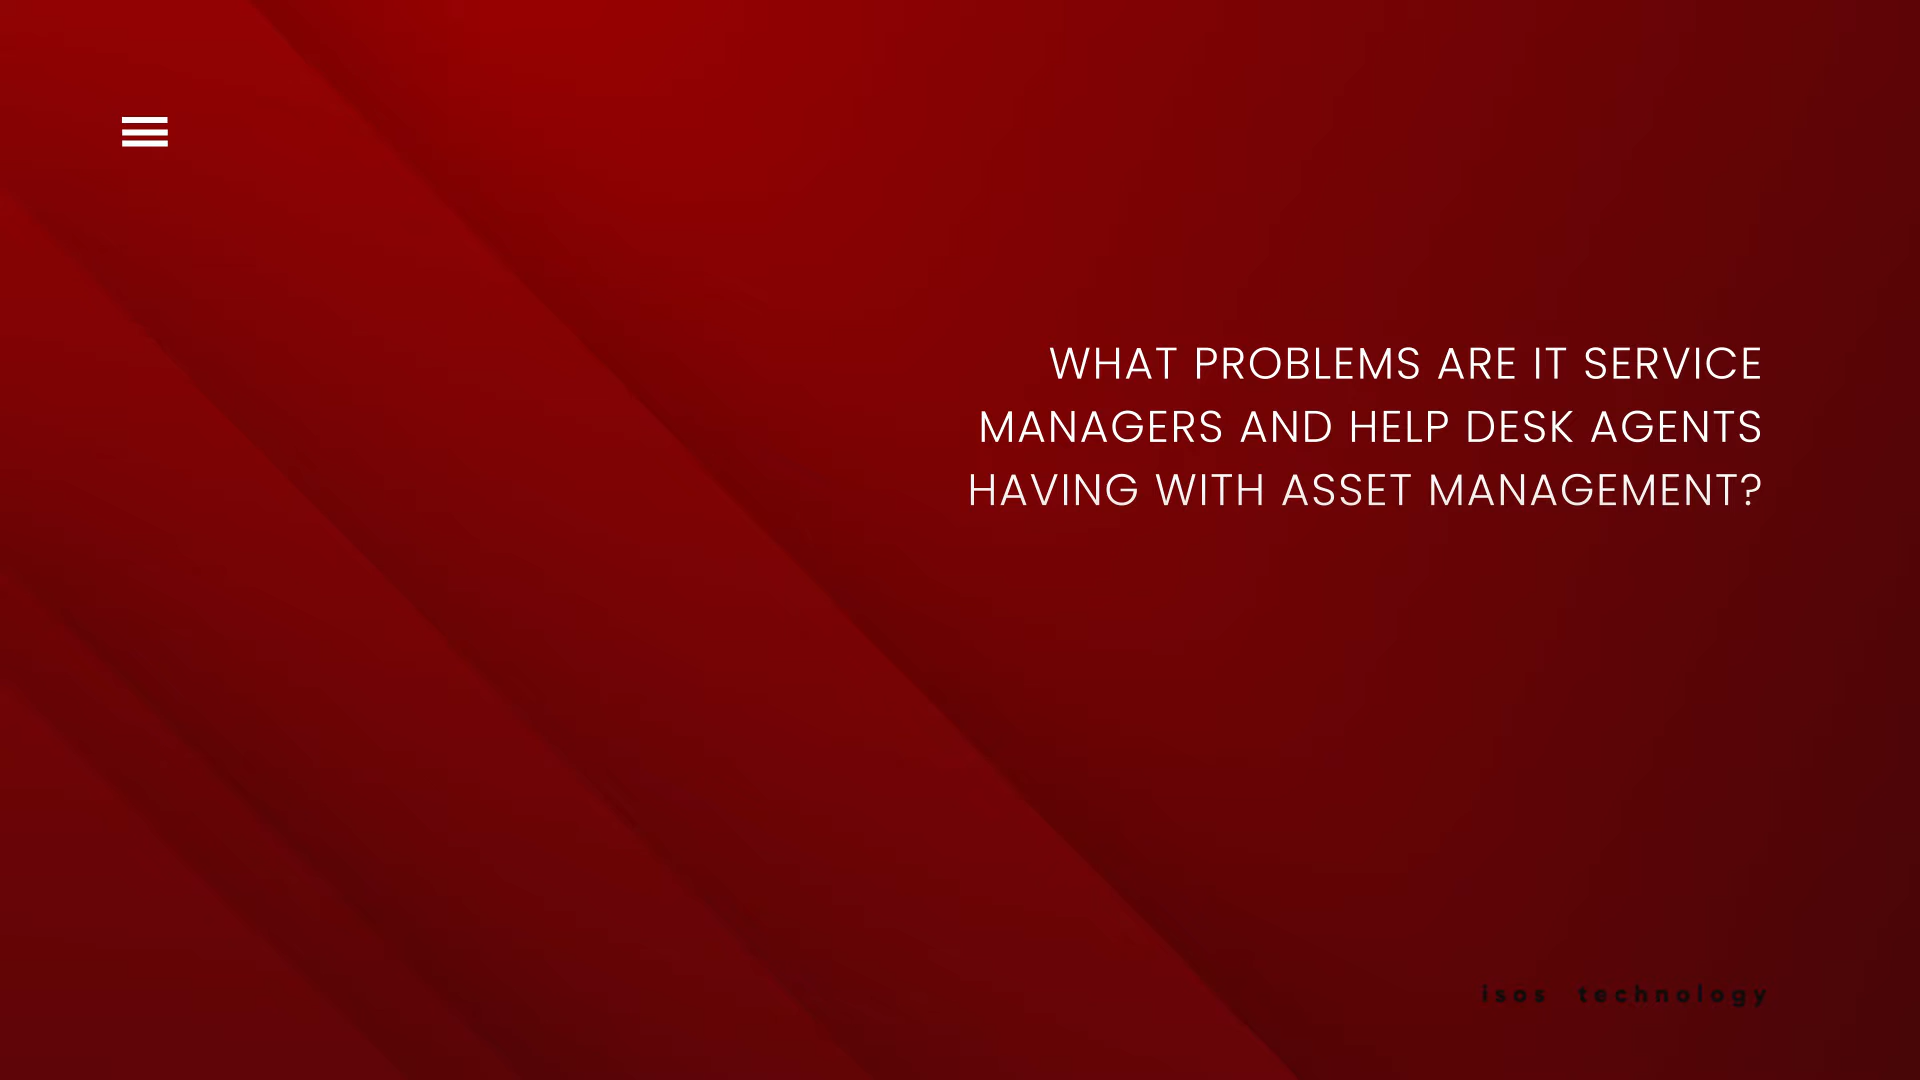 WHAT PROBLEMS ARE IT SERVICE
MANAGERS AND HELP DESK AGENTS
HAVING WITH ASSET MANAGEMENT?
isos technology